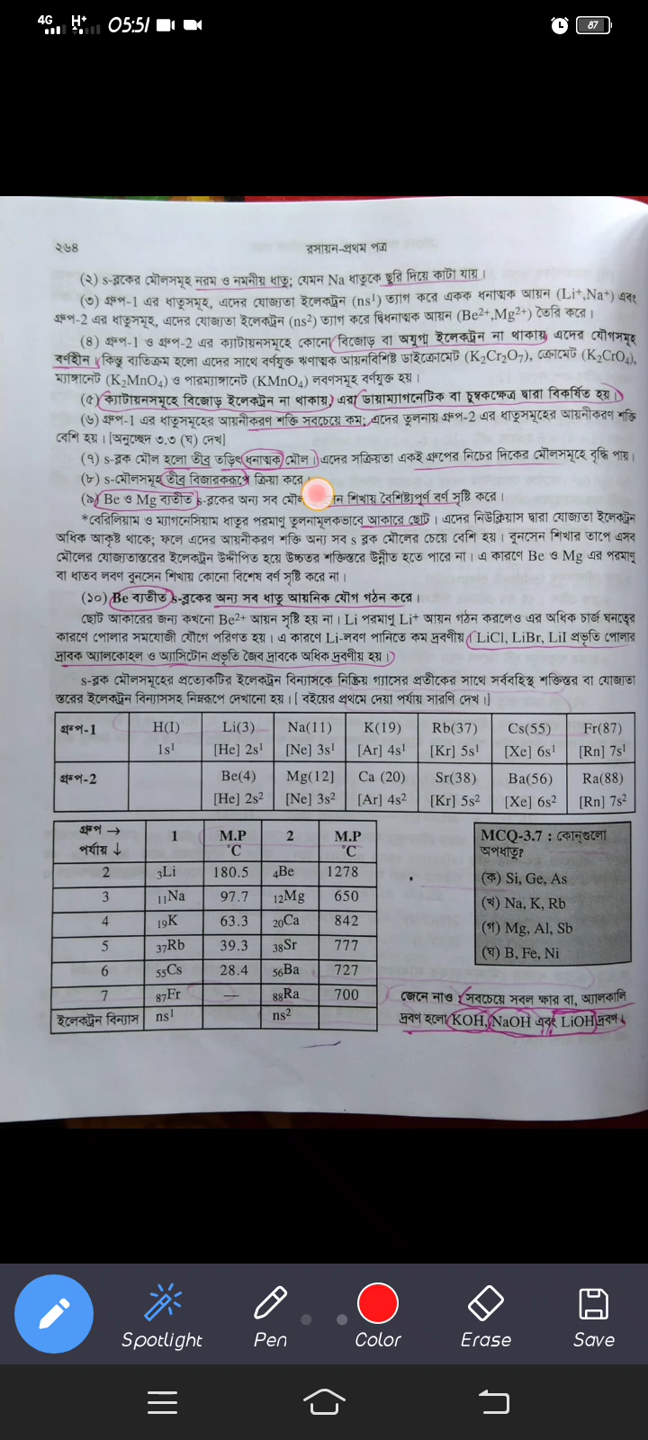 4G H+ 05:51 87
২৬৪ রসায়ন-প্রথম পত্র
(২) s-ব্লকের মৌলসমূহ নরম ও নমনীয় ধাতু; যেমন Na ধাতুকে ছুরি দিয়ে কাটা যায়।
(৩) গ্রুপ-1 এর ধাতুসমূহ, এদের যোজ্যতা ইলেকট্রন (ns¹) ত্যাগ করে একক ধনাত্মক আয়ন (Li⁺,Na⁺) এবং
গ্রুপ-2 এর ধাতুসমূহ, এদের যোজ্যতা ইলেকট্রন (ns²) ত্যাগ করে দ্বিধনাত্মক আয়ন (Be²⁺,Mg²⁺) তৈরি করে।
(৪) গ্রুপ-1 ও গ্রুপ-2 এর ক্যাটায়নসমূহে কোনো বিজোড় বা অযুগ্ম ইলেকট্রন না থাকায় এদের যৌগসমূহ
বর্ণহীন। কিন্তু ব্যতিক্রম হলো এদের সাথে বর্ণযুক্ত ঋণাত্মক আয়নবিশিষ্ট ডাইক্রোমেট (K₂Cr₂O₇), ক্রোমেট (K₂CrO₄),
ম্যাঙ্গানেট (K₂MnO₄) ও পারম্যাঙ্গানেট (KMnO₄) লবণসমূহ বর্ণযুক্ত হয়।
(৫) ক্যাটায়নসমূহে বিজোড় ইলেকট্রন না থাকায়, এরা ডায়াম্যাগনেটিক বা চুম্বকক্ষেত্র দ্বারা বিকর্ষিত হয়।
(৬) গ্রুপ-1 এর ধাতুসমূহের আয়নীকরণ শক্তি সবচেয়ে কম; এদের তুলনায় গ্রুপ-2 এর ধাতুসমূহের আয়নীকরণ শক্তি
বেশি হয়। [অনুচ্ছেদ ৩.৩ (ঘ) দেখ]
(৭) s-ব্লক মৌল হলো তীব্র তড়িৎ ধনাত্মক মৌল। এদের সক্রিয়তা একই গ্রুপের নিচের দিকের মৌলসমূহে বৃদ্ধি পায়।
(৮) s-মৌলসমূহ তীব্র বিজারকরূপে ক্রিয়া করে।
(৯) Be ও Mg ব্যতীত s-ব্লকের অন্য সব মৌল শিখায় বৈশিষ্ট্যপূর্ণ বর্ণ সৃষ্টি করে।
*বেরিলিয়াম ও ম্যাগনেসিয়াম ধাতুর পরমাণু তুলনামূলকভাবে আকারে ছোট। এদের নিউক্লিয়াস দ্বারা যোজ্যতা ইলেকট্রন
অধিক আকৃষ্ট থাকে; ফলে এদের আয়নীকরণ শক্তি অন্য সব s ব্লক মৌলের চেয়ে বেশি হয়। বুনসেন শিখার তাপে এসব
মৌলের যোজ্যতাস্তরের ইলেকট্রন উদ্দীপিত হয়ে উচ্চতর শক্তিস্তরে উন্নীত হতে পারে না। এ কারণে Be ও Mg এর পরমাণু
বা ধাতব লবণ বুনসেন শিখায় কোনো বিশেষ বর্ণ সৃষ্টি করে না।
(১০) Be ব্যতীত s-ব্লকের অন্য সব ধাতু আয়নিক যৌগ গঠন করে।
ছোট আকারের জন্য কখনো Be²⁺ আয়ন সৃষ্টি হয় না। Li পরমাণু Li⁺ আয়ন গঠন করলেও এর অধিক চার্জ ঘনত্বের
কারণে পোলার সমযোজী যৌগে পরিণত হয়। এ কারণে Li-লবণ পানিতে কম দ্রবণীয়। LiCl, LiBr, LiI প্রভৃতি পোলার
দ্রাবক অ্যালকোহল ও অ্যাসিটোন প্রভৃতি জৈব দ্রাবকে অধিক দ্রবণীয় হয়।
s-ব্লক মৌলসমূহের প্রত্যেকটির ইলেকট্রন বিন্যাসকে নিষ্ক্রিয় গ্যাসের প্রতীকের সাথে সর্ববহিস্থ শক্তিস্তর বা যোজ্যতা
স্তরের ইলেকট্রন বিন্যাসসহ নিম্নরূপে দেখানো হয়। [ বইয়ের প্রথমে দেয়া পর্যায় সারণি দেখ।]
গ্রুপ-1 H(I) Li(3) Na(11) K(19) Rb(37) Cs(55) Fr(87)
1s¹ [He] 2s¹ [Ne] 3s¹ [Ar] 4s¹ [Kr] 5s¹ [Xe] 6s¹ [Rn] 7s¹
গ্রুপ-2 Be(4) Mg(12] Ca (20) Sr(38) Ba(56) Ra(88)
[He] 2s² [Ne] 3s² [Ar] 4s² [Kr] 5s² [Xe] 6s² [Rn] 7s²
গ্রুপ → 1 M.P 2 M.P
পর্যায় ↓ °C °C
2 ₃Li 180.5 ₄Be 1278
3 ₁₁Na 97.7 ₁₂Mg 650
4 ₁₉K 63.3 ₂₀Ca 842
5 ₃₇Rb 39.3 ₃₈Sr 777
6 ₅₅Cs 28.4 ₅₆Ba 727
7 ₈₇Fr — ₈₈Ra 700
ইলেকট্রন বিন্যাস ns¹ ns²
MCQ-3.7 : কোনগুলো
অপধাতু?
(ক) Si, Ge, As
(খ) Na, K, Rb
(গ) Mg, Al, Sb
(ঘ) B, Fe, Ni
জেনে নাও : সবচেয়ে সবল ক্ষার বা, অ্যালকালি
দ্রবণ হলো KOH, NaOH এবং LiOH দ্রবণ।
Spotlight Pen Color Erase Save